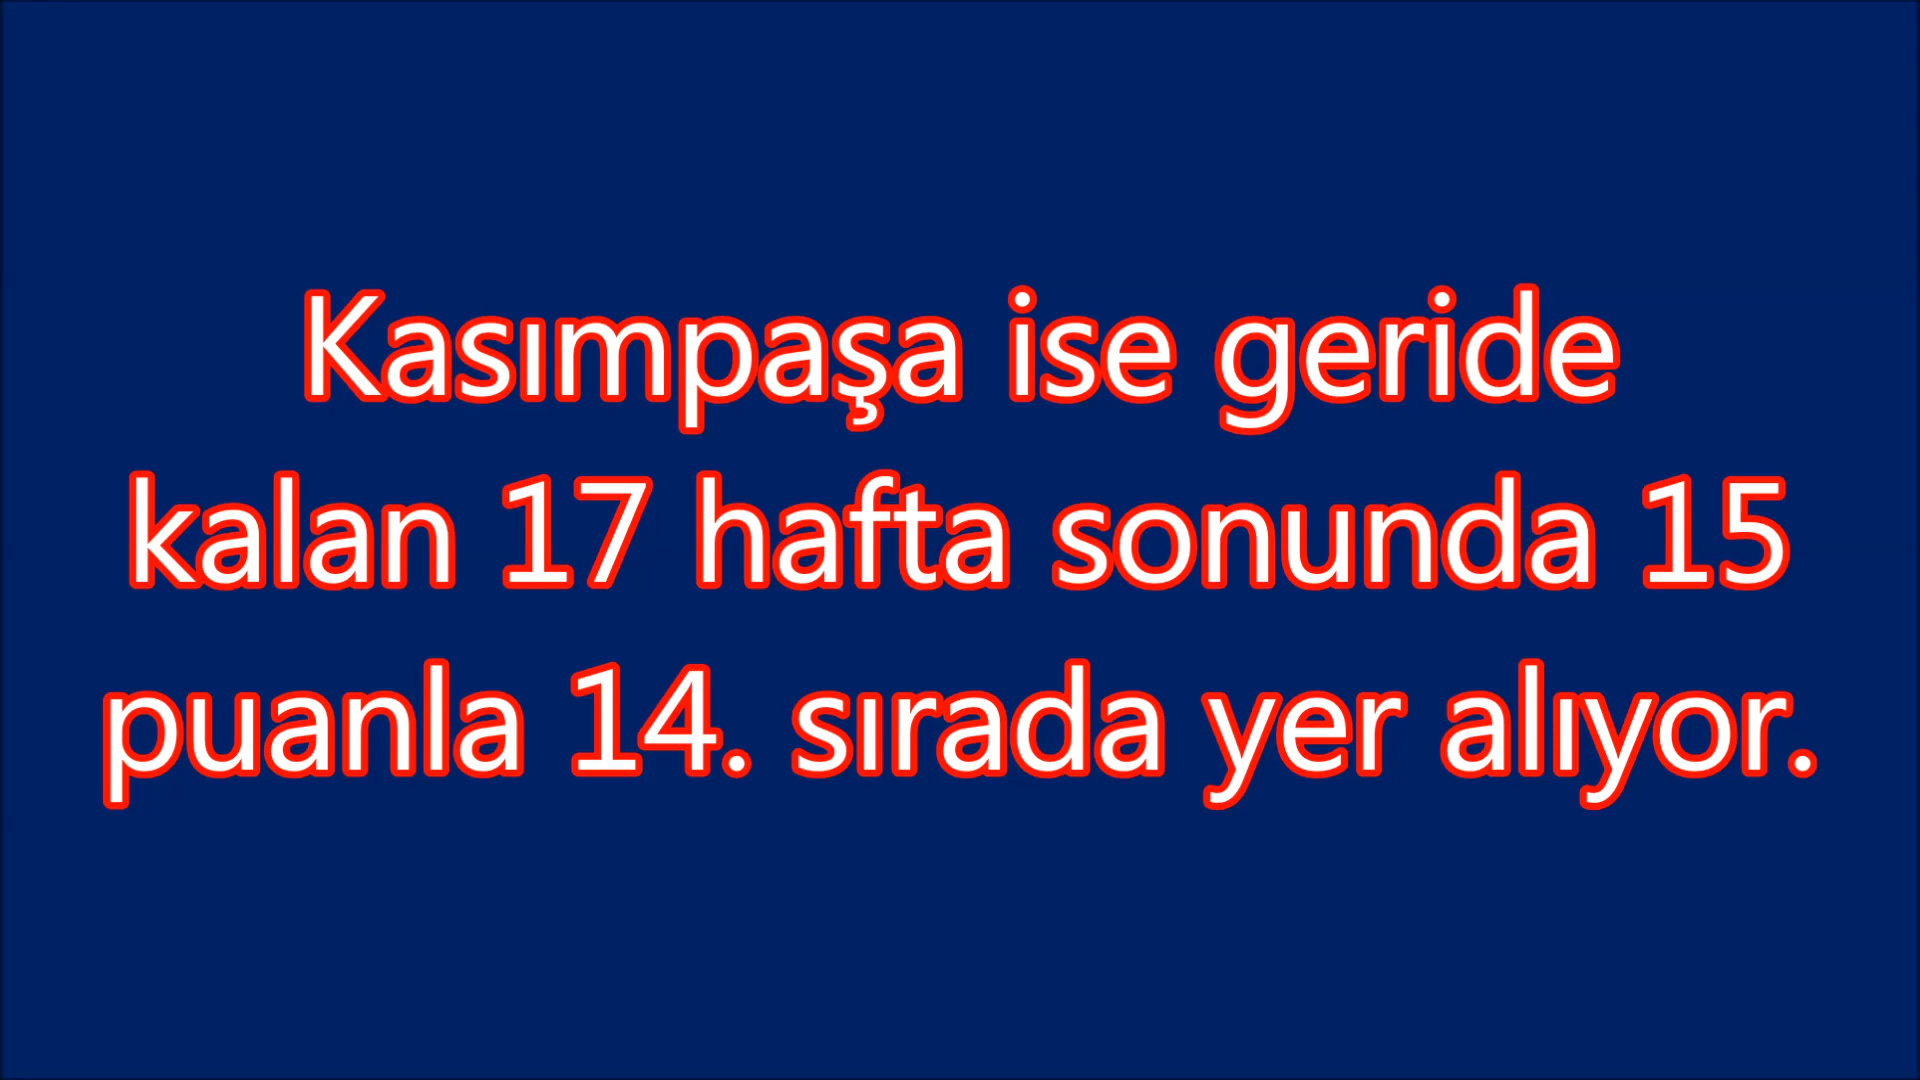 Kasımpaşa ise geride
kalan 17 hafta sonunda 15
puanla 14. sırada yer alıyor.